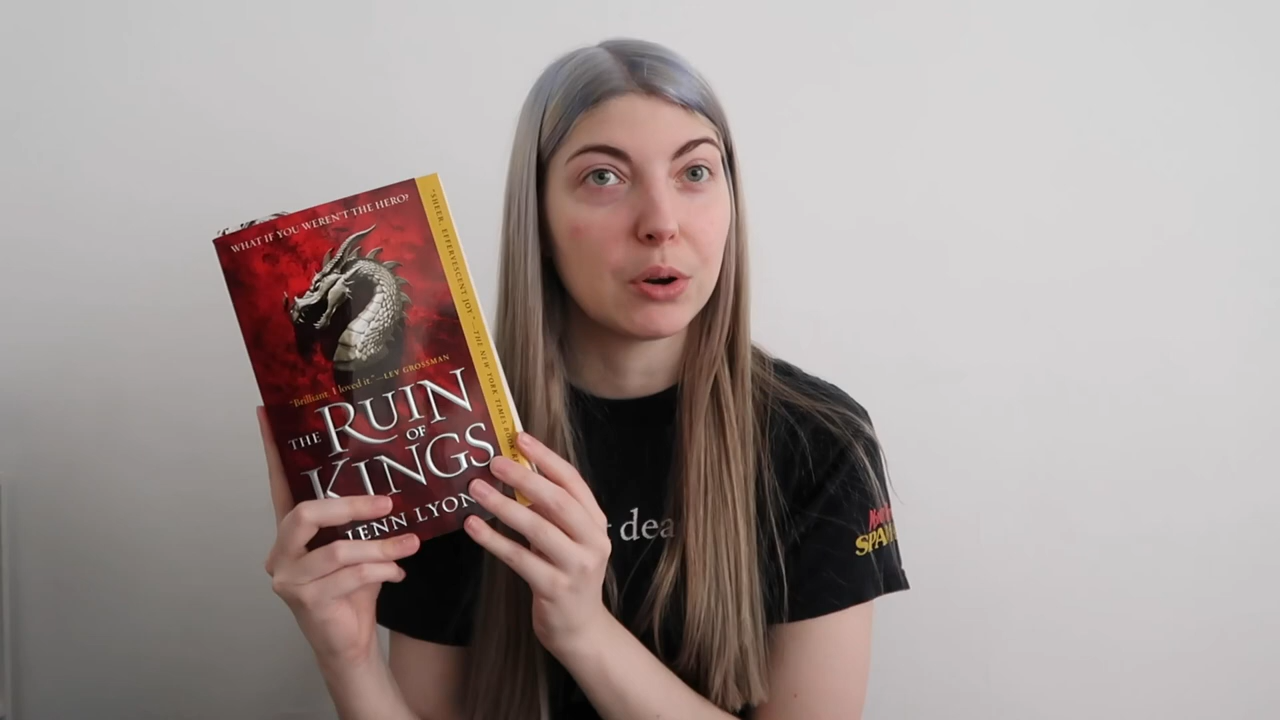 WHAT IF YOU WEREN'T THE HERO?
"SHEER, EFFERVESCENT JOY."—THE NEW YORK TIMES BOOK
"Brilliant. I loved it."—LEV GROSSMAN
THE RUIN
OF
KINGS
JENN LYON
dea
SPAM